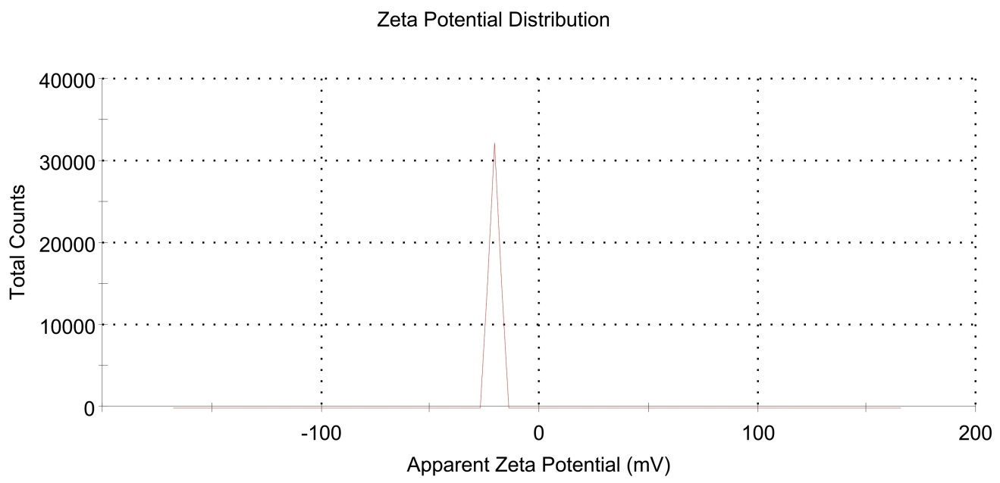 Zeta Potential Distribution
40000
30000
20000
10000
0
Total Counts
-100 0 100 200
Apparent Zeta Potential (mV)